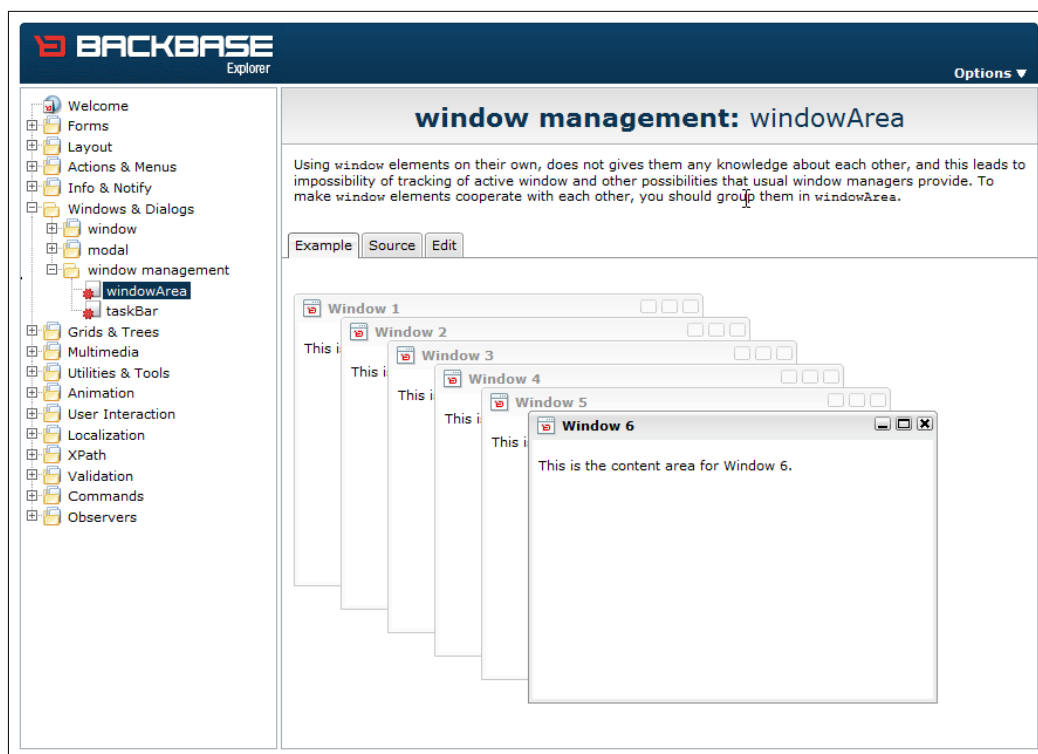 BACKBASE
Explorer
Options ▼
Welcome
Forms
Layout
Actions & Menus
Info & Notify
Windows & Dialogs
window
modal
window management
windowArea
taskBar
Grids & Trees
Multimedia
Utilities & Tools
Animation
User Interaction
Localization
XPath
Validation
Commands
Observers
window management: windowArea
Using window elements on their own, does not gives them any knowledge about each other, and this leads to
impossibility of tracking of active window and other possibilities that usual window managers provide. To
make window elements cooperate with each other, you should group them in windowArea.
Example Source Edit
Window 1
This i
Window 2
This i
Window 3
This i
Window 4
This i
Window 5
This i
Window 6
This is the content area for Window 6.